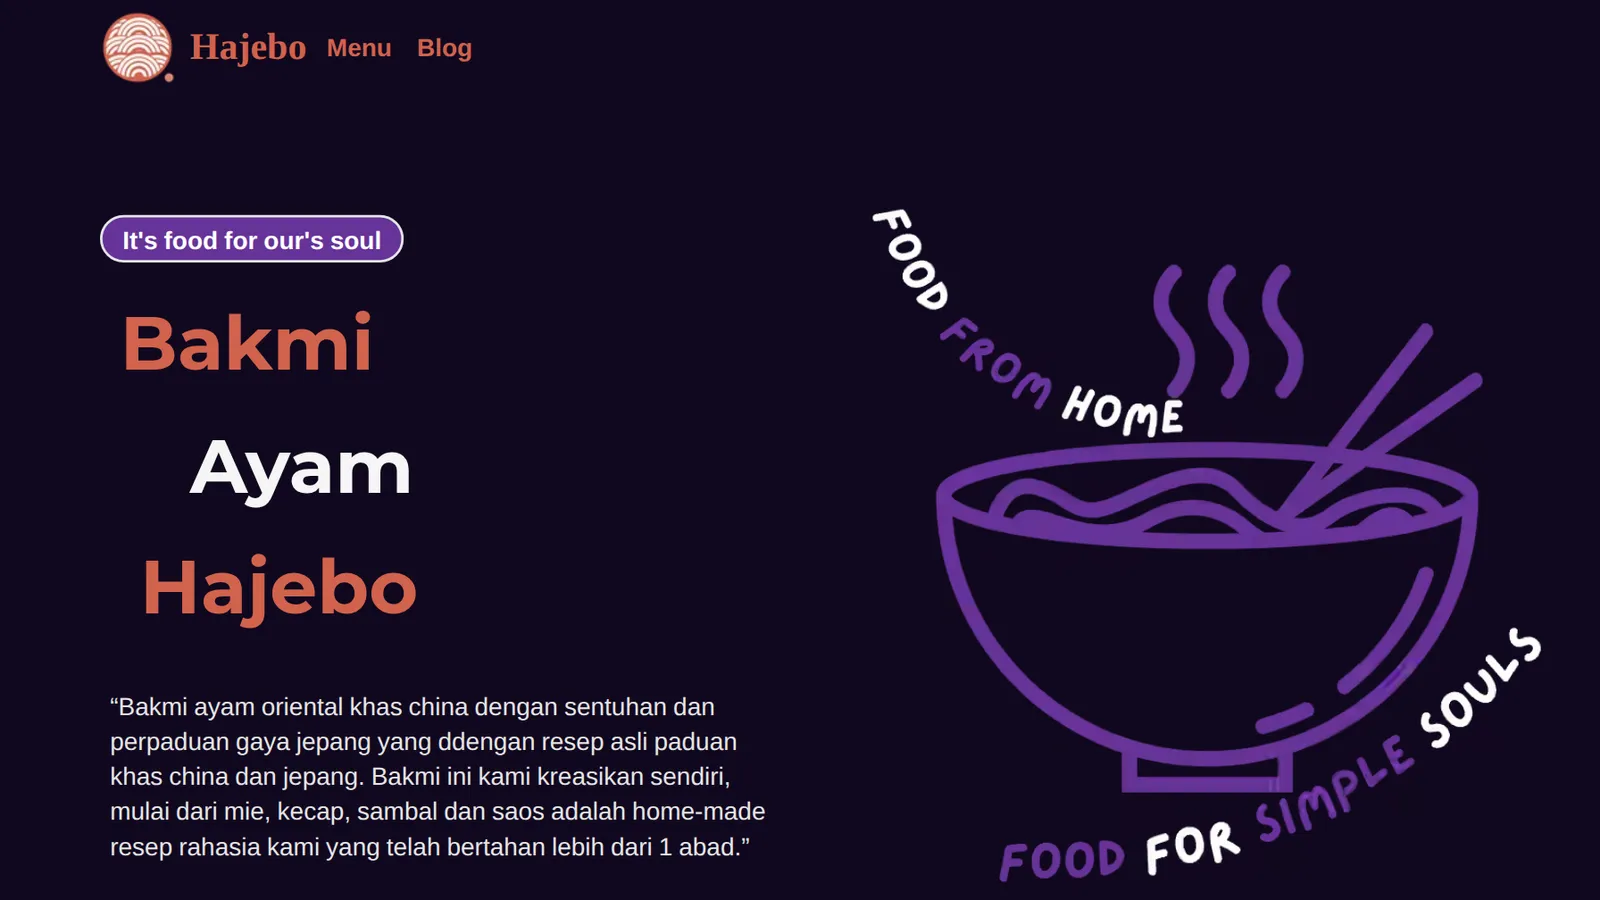 Hajebo Menu Blog
It's food for our's soul
Bakmi
Ayam
Hajebo
“Bakmi ayam oriental khas china dengan sentuhan dan
perpaduan gaya jepang yang ddengan resep asli paduan
khas china dan jepang. Bakmi ini kami kreasikan sendiri,
mulai dari mie, kecap, sambal dan saos adalah home-made
resep rahasia kami yang telah bertahan lebih dari 1 abad.”
FOOD FROM HOME
FOOD FOR SIMPLE SOULS